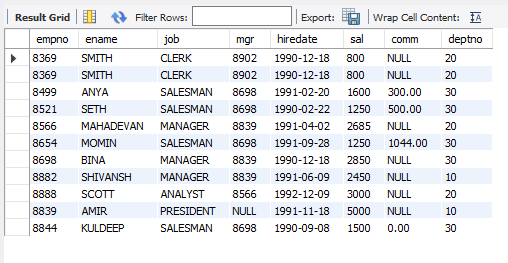 Result Grid Filter Rows: Export: Wrap Cell Content:
empno ename job mgr hiredate sal comm deptno
8369 SMITH CLERK 8902 1990-12-18 800 NULL 20
8369 SMITH CLERK 8902 1990-12-18 800 NULL 20
8499 ANYA SALESMAN 8698 1991-02-20 1600 300.00 30
8521 SETH SALESMAN 8698 1990-02-22 1250 500.00 30
8566 MAHADEVAN MANAGER 8839 1991-04-02 2685 NULL 20
8654 MOMIN SALESMAN 8698 1991-09-28 1250 1044.00 30
8698 BINA MANAGER 8839 1990-12-18 2850 NULL 30
8882 SHIVANSH MANAGER 8839 1991-06-09 2450 NULL 10
8888 SCOTT ANALYST 8566 1992-12-09 3000 NULL 20
8839 AMIR PRESIDENT NULL 1991-11-18 5000 NULL 10
8844 KULDEEP SALESMAN 8698 1990-09-08 1500 0.00 30